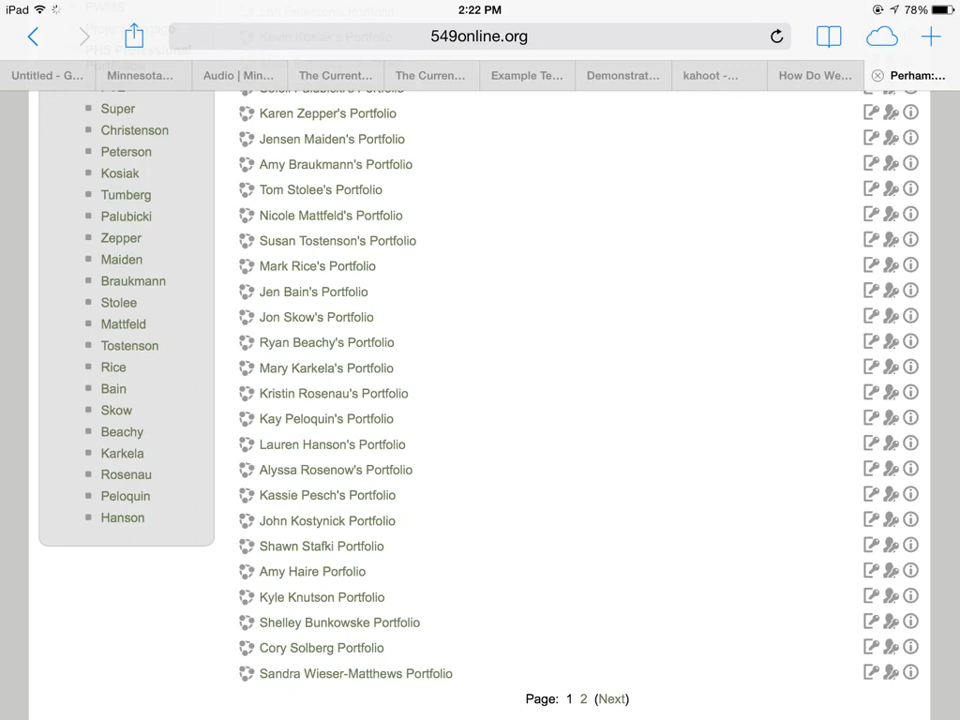 iPad
2:22 PM
78%
549online.org
Untitled - G...
Minnesota...
Audio | Min...
The Current...
The Curren...
Example Te...
Demonstrat...
kahoot -...
How Do We...
Perham:...
Super
Christenson
Peterson
Kosiak
Tumberg
Palubicki
Zepper
Maiden
Braukmann
Stolee
Mattfeld
Tostenson
Rice
Bain
Skow
Beachy
Karkela
Rosenau
Peloquin
Hanson
Karen Zepper's Portfolio
Jensen Maiden's Portfolio
Amy Braukmann's Portfolio
Tom Stolee's Portfolio
Nicole Mattfeld's Portfolio
Susan Tostenson's Portfolio
Mark Rice's Portfolio
Jen Bain's Portfolio
Jon Skow's Portfolio
Ryan Beachy's Portfolio
Mary Karkela's Portfolio
Kristin Rosenau's Portfolio
Kay Peloquin's Portfolio
Lauren Hanson's Portfolio
Alyssa Rosenow's Portfolio
Kassie Pesch's Portfolio
John Kostynick Portfolio
Shawn Stafki Portfolio
Amy Haire Porfolio
Kyle Knutson Portfolio
Shelley Bunkowske Portfolio
Cory Solberg Portfolio
Sandra Wieser-Matthews Portfolio
Page: 1 2 (Next)